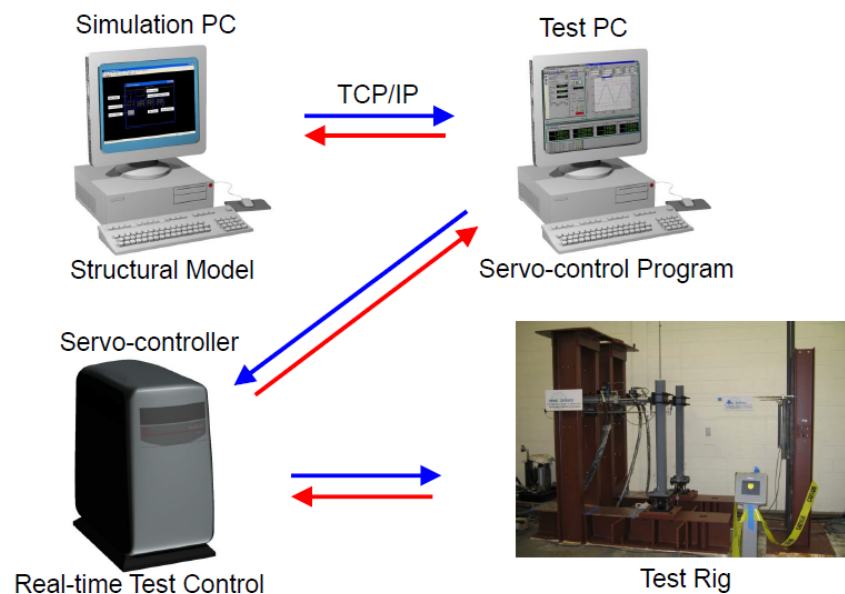 Simulation PC
Test PC
TCP/IP
Structural Model
Servo-control Program
Servo-controller
Real-time Test Control
Test Rig